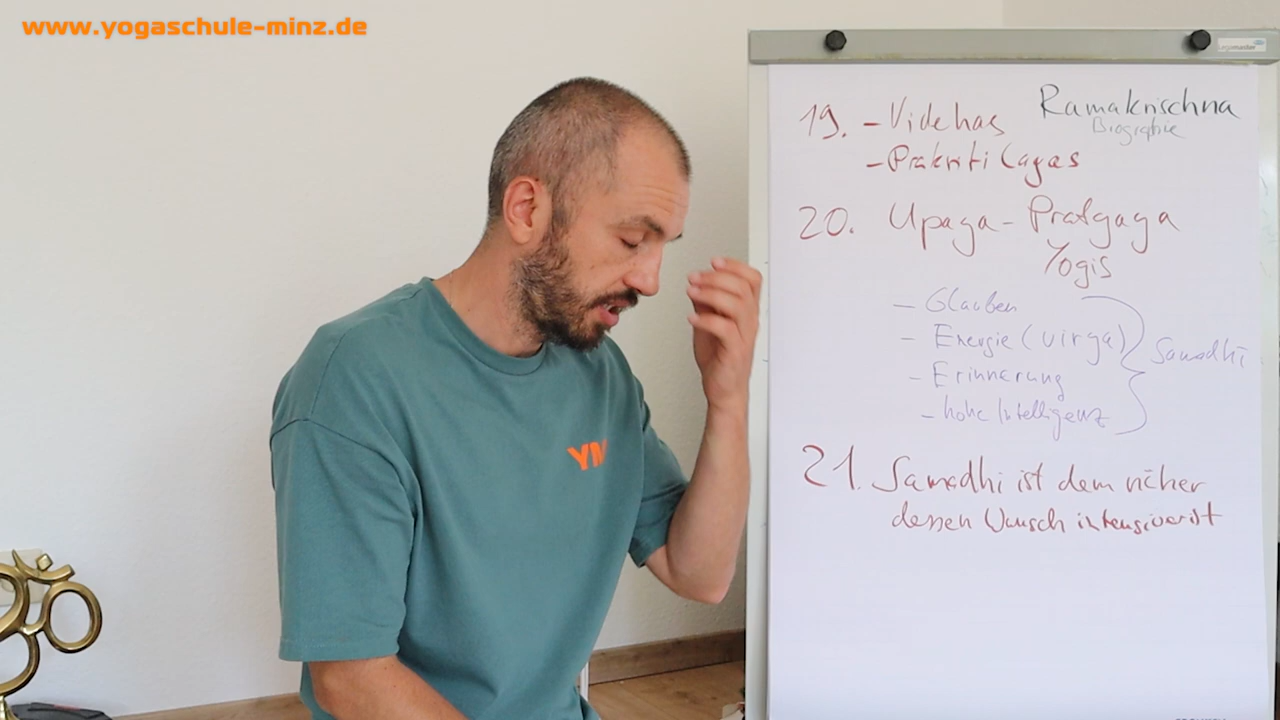 www.yogaschule-minz.de
Ramakrischna
Biographie
19. - Videhas
- Prakriti Layas
20. Upaya - Pratyaya
Yogis
- Glauben
- Energie (virya)
- Erinnerung
- hohe Intelligenz
Samadhi
21. Samadhi ist dem näher
dessen Wunsch intensiver ist
YM